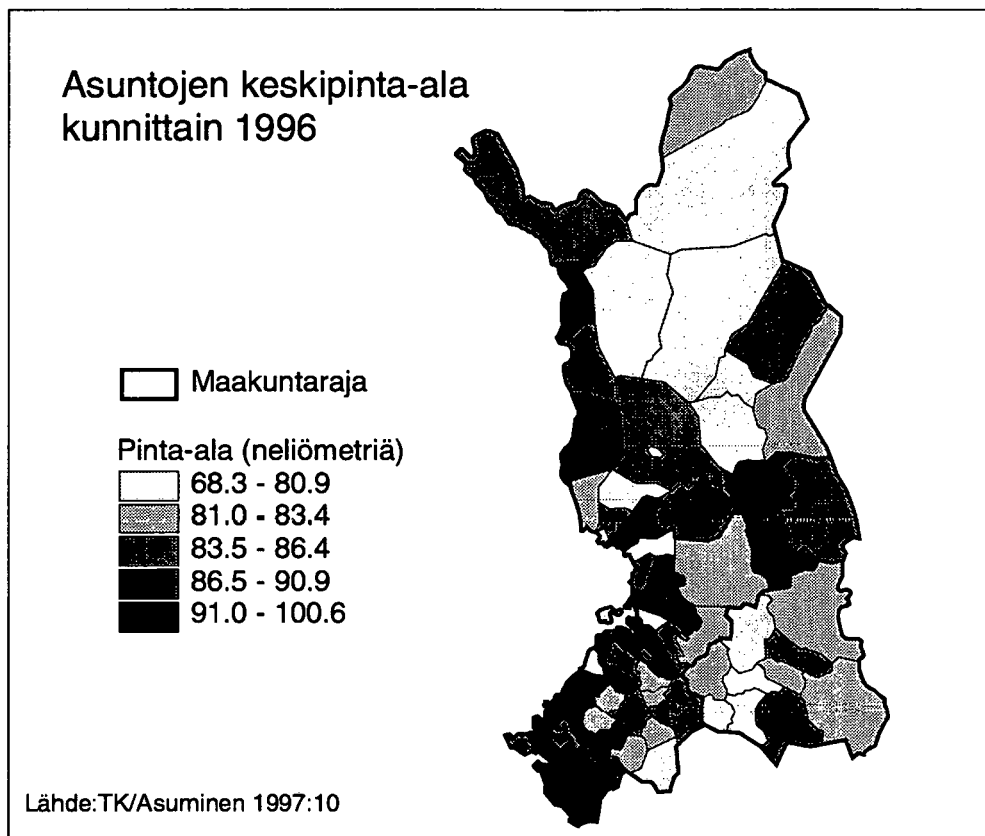 Asuntojen keskipinta-ala
kunnittain 1996
Maakuntaraja
Pinta-ala (neliömetriä)
68.3 - 80.9
81.0 - 83.4
83.5 - 86.4
86.5 - 90.9
91.0 - 100.6
Lähde:TK/Asuminen 1997:10